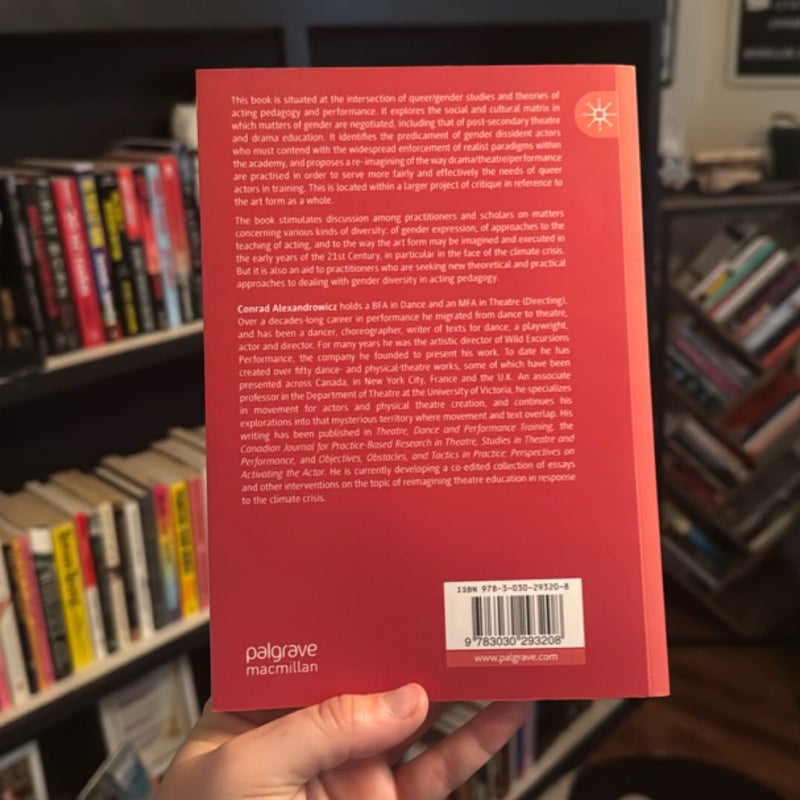 This book is situated at the intersection of queer/gender studies and theories of
acting pedagogy and performance. It explores the social and cultural matrix in
which matters of gender are negotiated, including that of post-secondary theatre
and drama education. It identifies the predicament of gender dissident actors
who must contend with the widespread enforcement of realist paradigms within
the academy, and proposes a re-imagining of the way drama/theatre/performance
are practised in order to serve more fairly and effectively the needs of queer
actors in training. This is located within a larger project of critique in reference to
the art form as a whole.
The book stimulates discussion among practitioners and scholars on matters
concerning various kinds of diversity: of gender expression, of approaches to the
teaching of acting, and to the way the art form may be imagined and executed in
the early years of the 21st Century, in particular in the face of the climate crisis.
But it is also an aid to practitioners who are seeking new theoretical and practical
approaches to dealing with gender diversity in acting pedagogy.
Conrad Alexandrowicz holds a BFA in Dance and an MFA in Theatre (Directing).
Over a decades-long career in performance he migrated from dance to theatre,
and has been a dancer, choreographer, writer of texts for dance, a playwright,
actor and director. For many years he was the artistic director of Wild Excursions
Performance, the company he founded to present his work. To date he has
created over fifty dance- and physical-theatre works, some of which have been
presented across Canada, in New York City, France and the U.K. An associate
professor in the Department of Theatre at the University of Victoria, he specializes
in movement for actors and physical theatre creation, and continues his
explorations into that mysterious territory where movement and text overlap. His
writing has been published in Theatre, Dance and Performance Training, the
Canadian Journal for Practice-Based Research in Theatre, Studies in Theatre and
Performance, and Objectives, Obstacles, and Tactics in Practice: Perspectives on
Activating the Actor. He is currently developing a co-edited collection of essays
and other interventions on the topic of reimagining theatre education in response
to the climate crisis.
ISBN 978-3-030-29320-8
9 783030 293208
www.palgrave.com
palgrave
macmillan